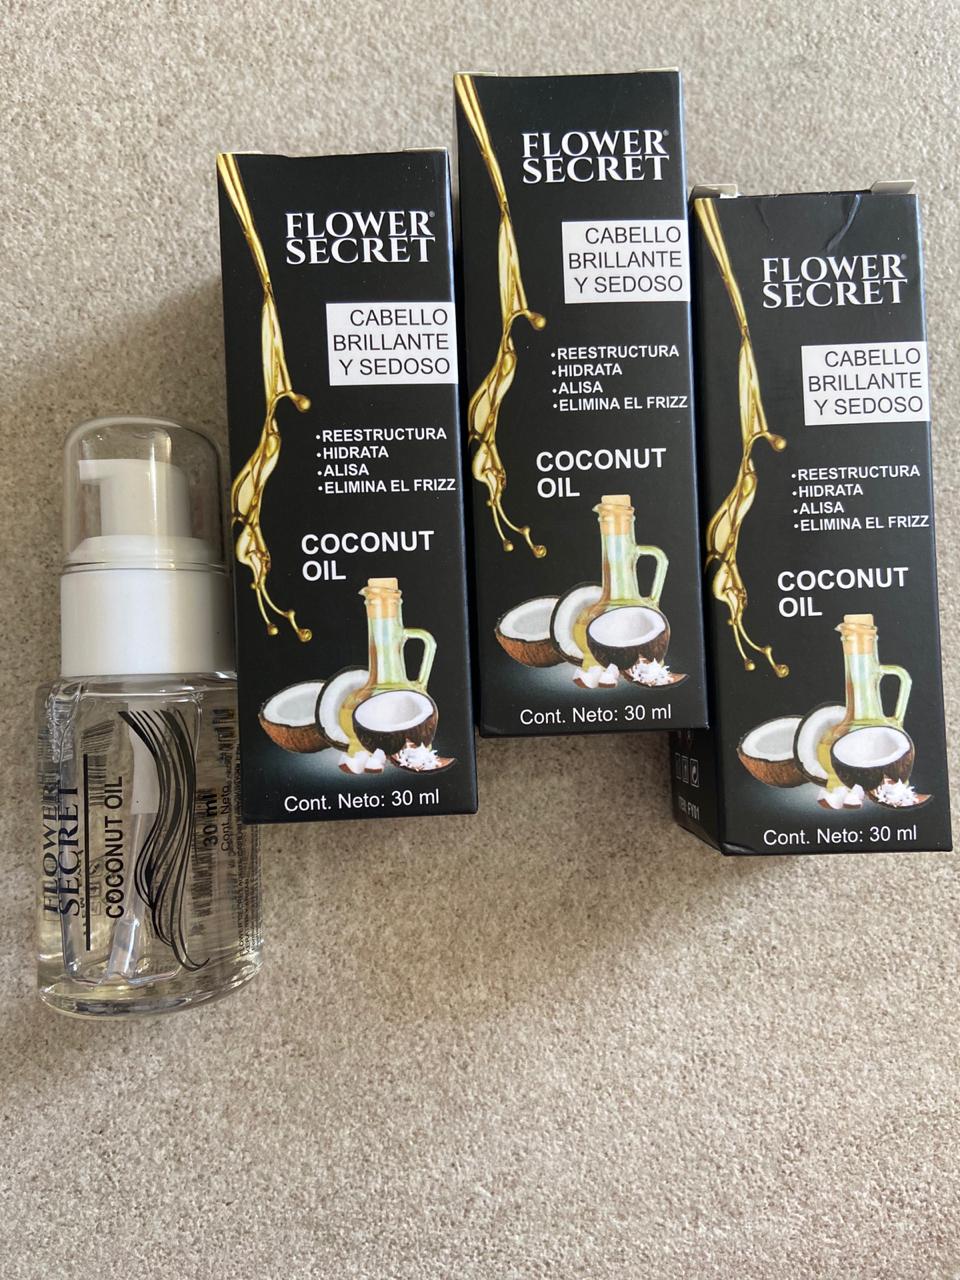 FLOWER®
SECRET
CABELLO
BRILLANTE
Y SEDOSO
•REESTRUCTURA
•HIDRATA
•ALISA
•ELIMINA EL FRIZZ
COCONUT
OIL
Cont. Neto: 30 ml
FLOWER®
SECRET
CABELLO
BRILLANTE
Y SEDOSO
•REESTRUCTURA
•HIDRATA
•ALISA
•ELIMINA EL FRIZZ
COCONUT
OIL
Cont. Neto: 30 ml
FLOWER®
SECRET
CABELLO
BRILLANTE
Y SEDOSO
•REESTRUCTURA
•HIDRATA
•ALISA
•ELIMINA EL FRIZZ
COCONUT
OIL
Cont. Neto: 30 ml
FLOWER
SECRET
COCONUT OIL
30 ml
Cont. Neto